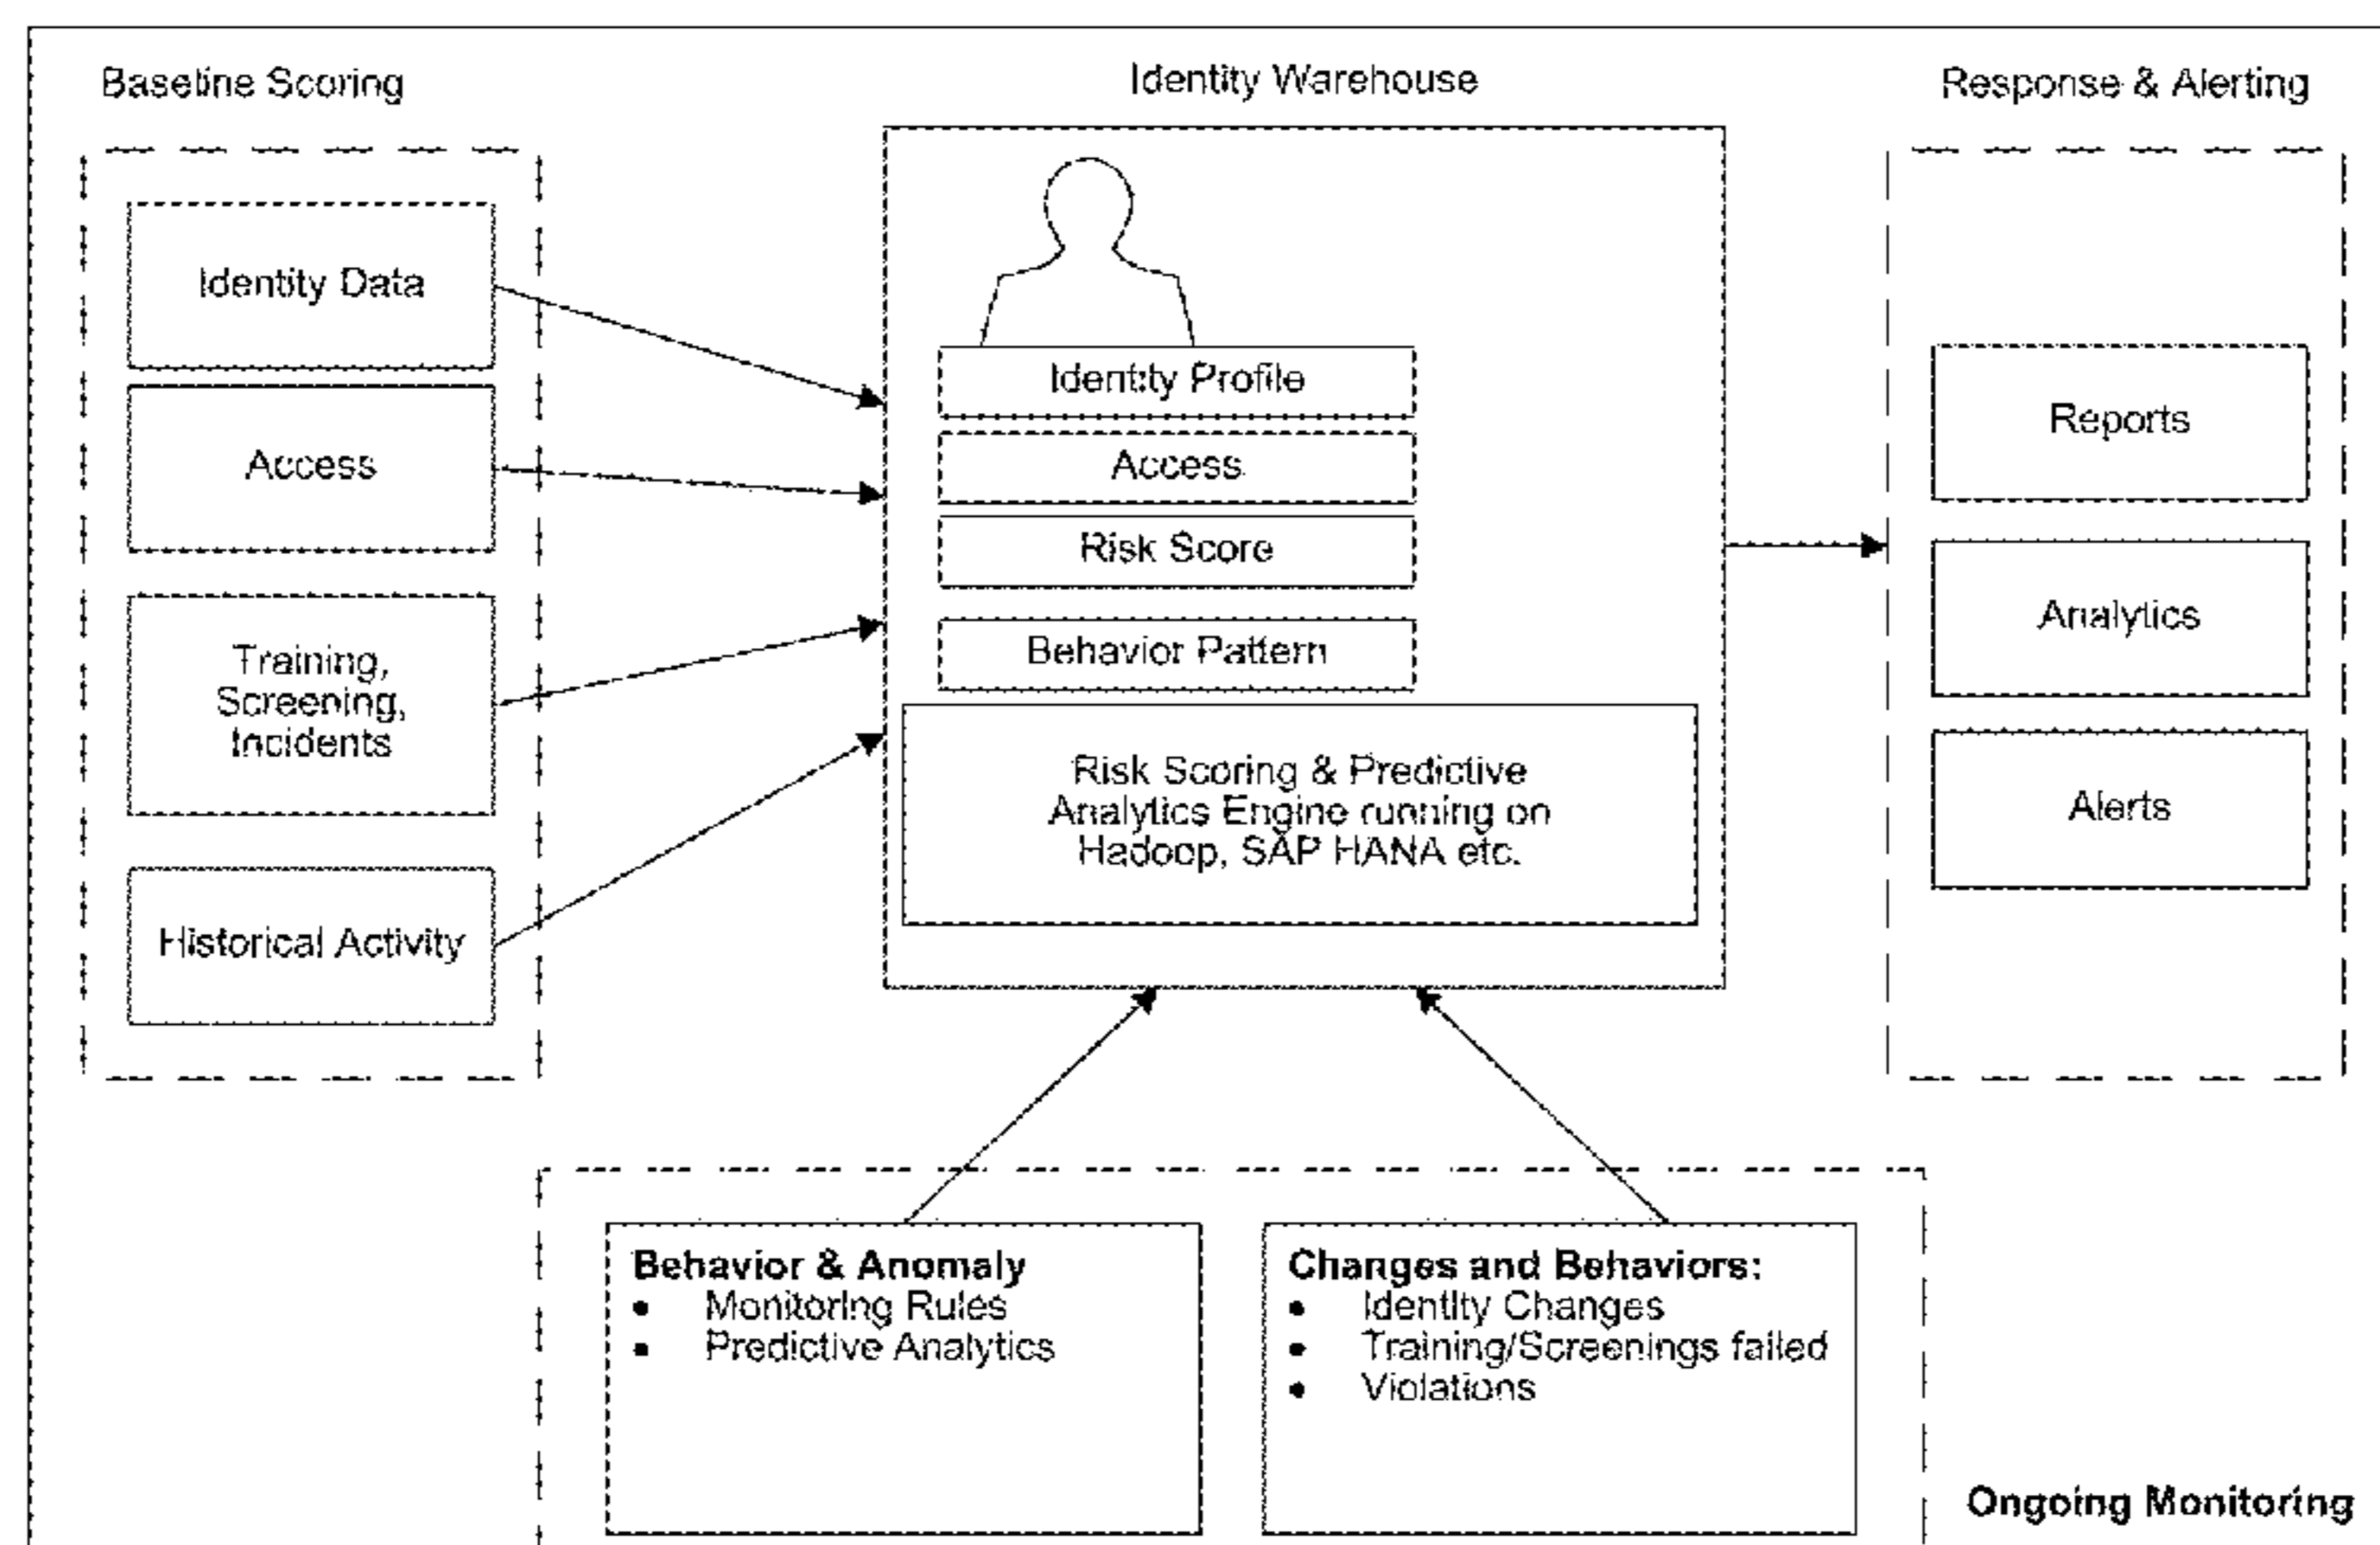 Baseline Scoring
Identity Warehouse
Response & Alerting
Identity Data
Access
Training,
Screening,
Incidents
Historical Activity
Identity Profile
Access
Risk Score
Behavior Pattern
Risk Scoring & Predictive
Analytics Engine running on
Hadoop, SAP HANA etc.
Reports
Analytics
Alerts
Behavior & Anomaly
• Monitoring Rules
• Predictive Analytics
Changes and Behaviors:
• Identity Changes
• Training/Screenings failed
• Violations
Ongoing Monitoring